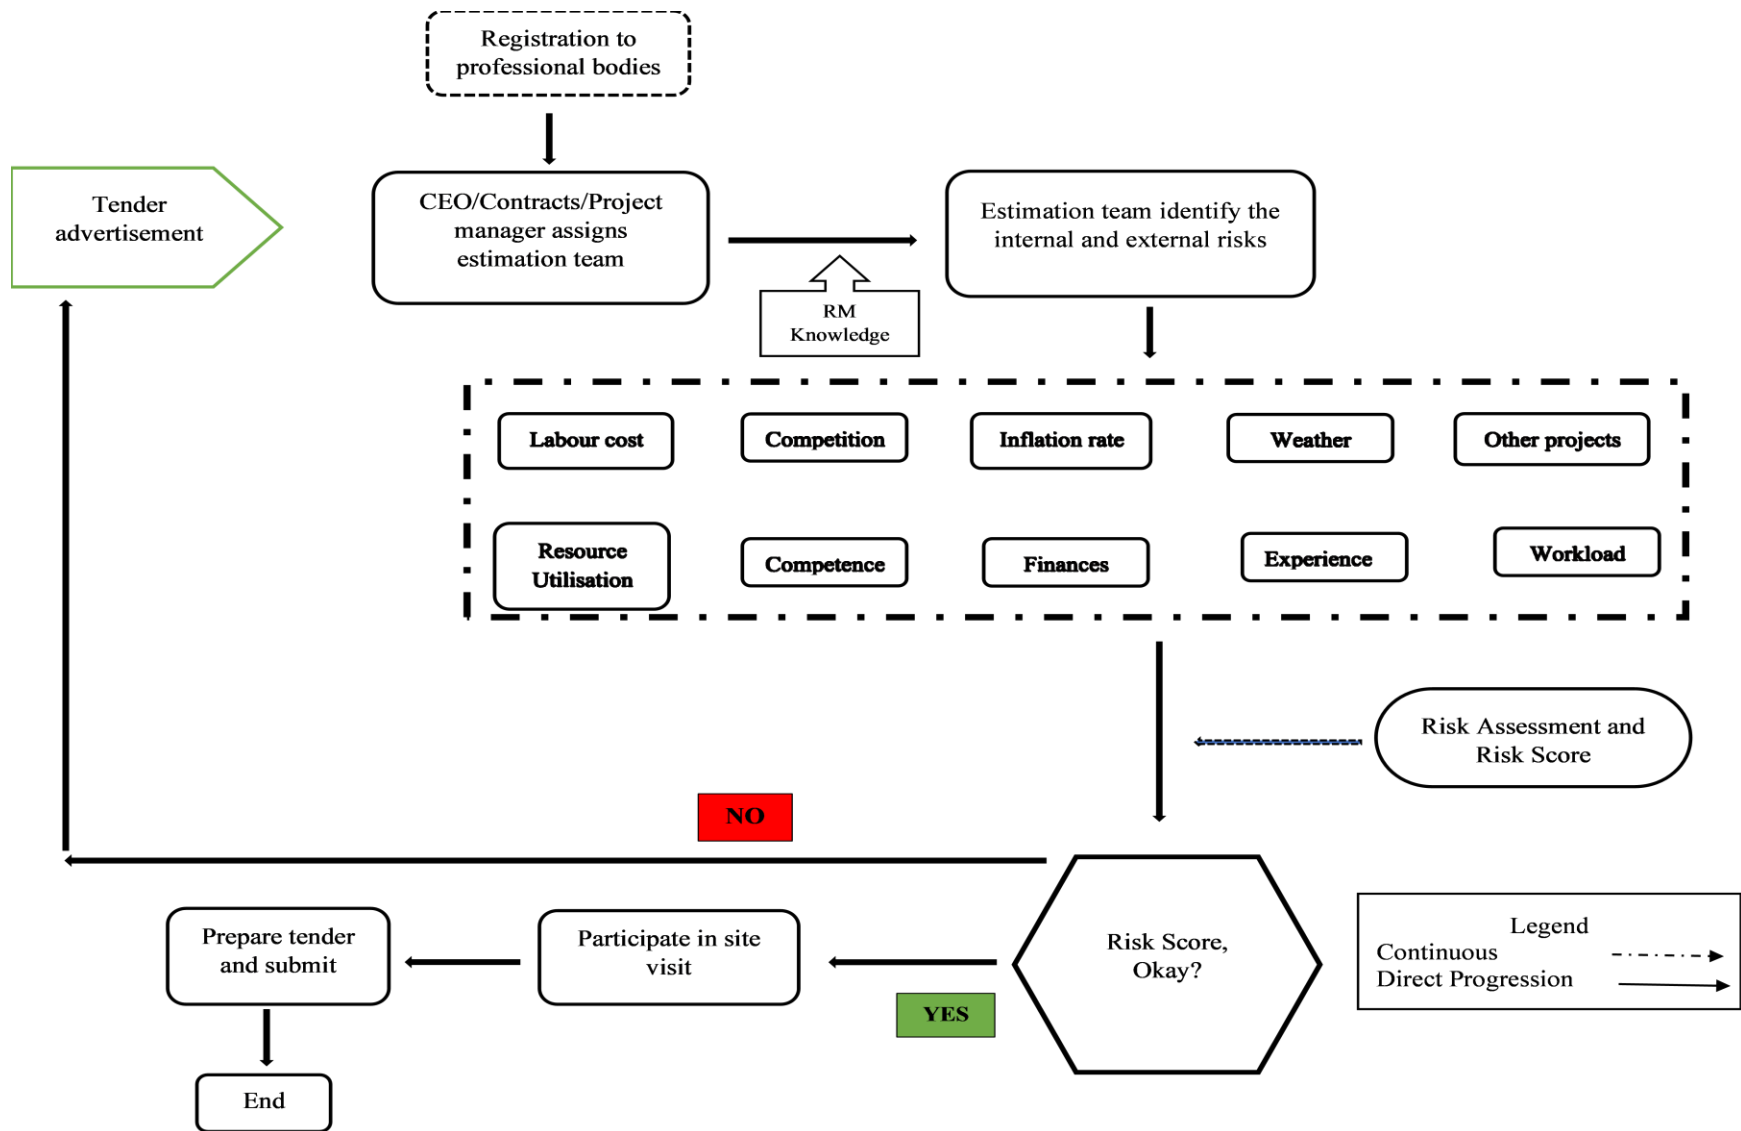 Registration to
professional bodies
Tender
advertisement
CEO/Contracts/Project
manager assigns
estimation team
Estimation team identify the
internal and external risks
RM
Knowledge
Labour cost
Competition
Inflation rate
Weather
Other projects
Resource
Utilisation
Competence
Finances
Experience
Workload
Risk Assessment and
Risk Score
NO
Risk Score,
Okay?
YES
Participate in site
visit
Prepare tender
and submit
End
Legend
Continuous
Direct Progression